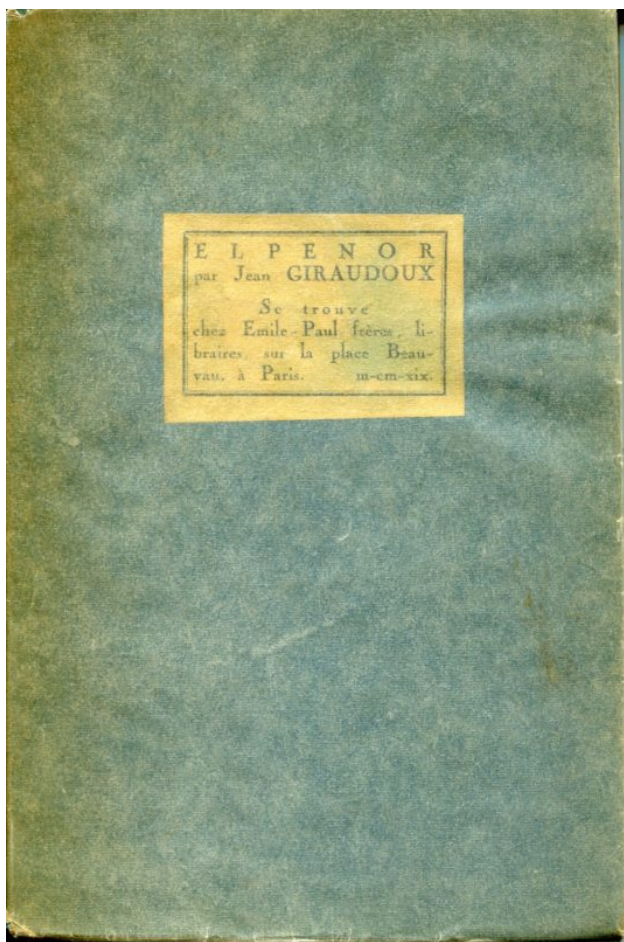 ELPENOR
par Jean GIRAUDOUX
Se trouve
chez Emile-Paul frères, li-
braires, sur la place Beau-
vau, à Paris. m-cm-xix.